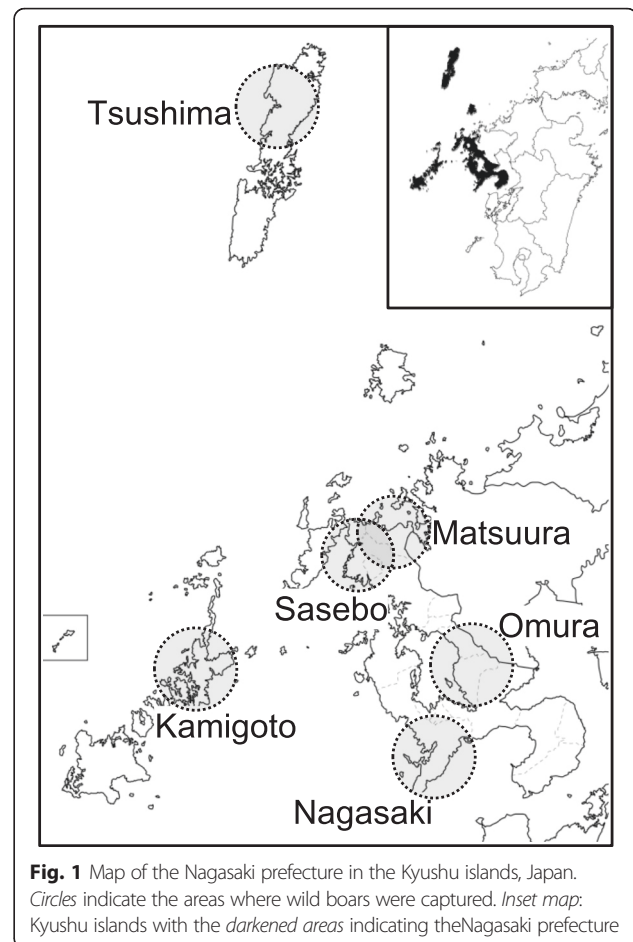 Tsushima
Matsuura
Sasebo
Omura
Kamigoto
Nagasaki
Fig. 1 Map of the Nagasaki prefecture in the Kyushu islands, Japan.
Circles indicate the areas where wild boars were captured. Inset map:
Kyushu islands with the darkened areas indicating theNagasaki prefecture